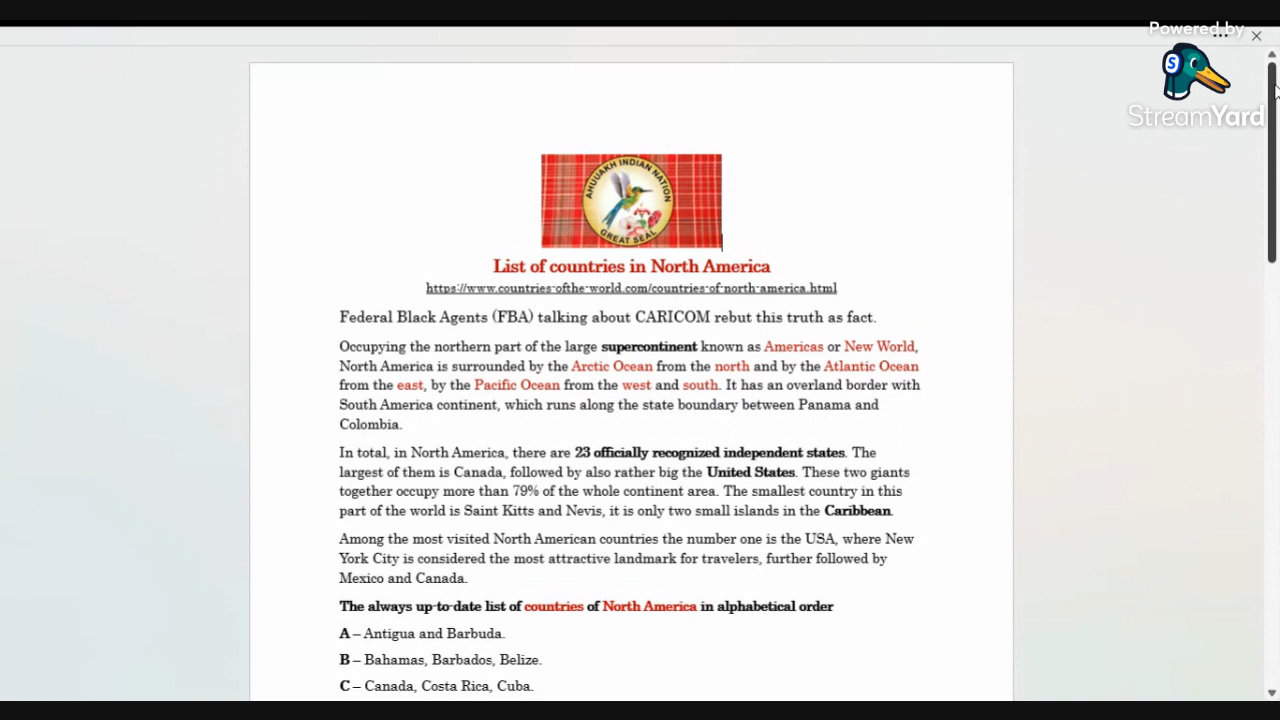 Powered by
StreamYard
AHUUAKH INDIAN NATION
GREAT SEAL
List of countries in North America
https://www.countries-ofthe-world.com/countries-of-north-america.html
Federal Black Agents (FBA) talking about CARICOM rebut this truth as fact.
Occupying the northern part of the large supercontinent known as Americas or New World,
North America is surrounded by the Arctic Ocean from the north and by the Atlantic Ocean
from the east, by the Pacific Ocean from the west and south. It has an overland border with
South America continent, which runs along the state boundary between Panama and
Colombia.
In total, in North America, there are 23 officially recognized independent states. The
largest of them is Canada, followed by also rather big the United States. These two giants
together occupy more than 79% of the whole continent area. The smallest country in this
part of the world is Saint Kitts and Nevis, it is only two small islands in the Caribbean.
Among the most visited North American countries the number one is the USA, where New
York City is considered the most attractive landmark for travelers, further followed by
Mexico and Canada.
The always up-to-date list of countries of North America in alphabetical order
A – Antigua and Barbuda.
B – Bahamas, Barbados, Belize.
C – Canada, Costa Rica, Cuba.